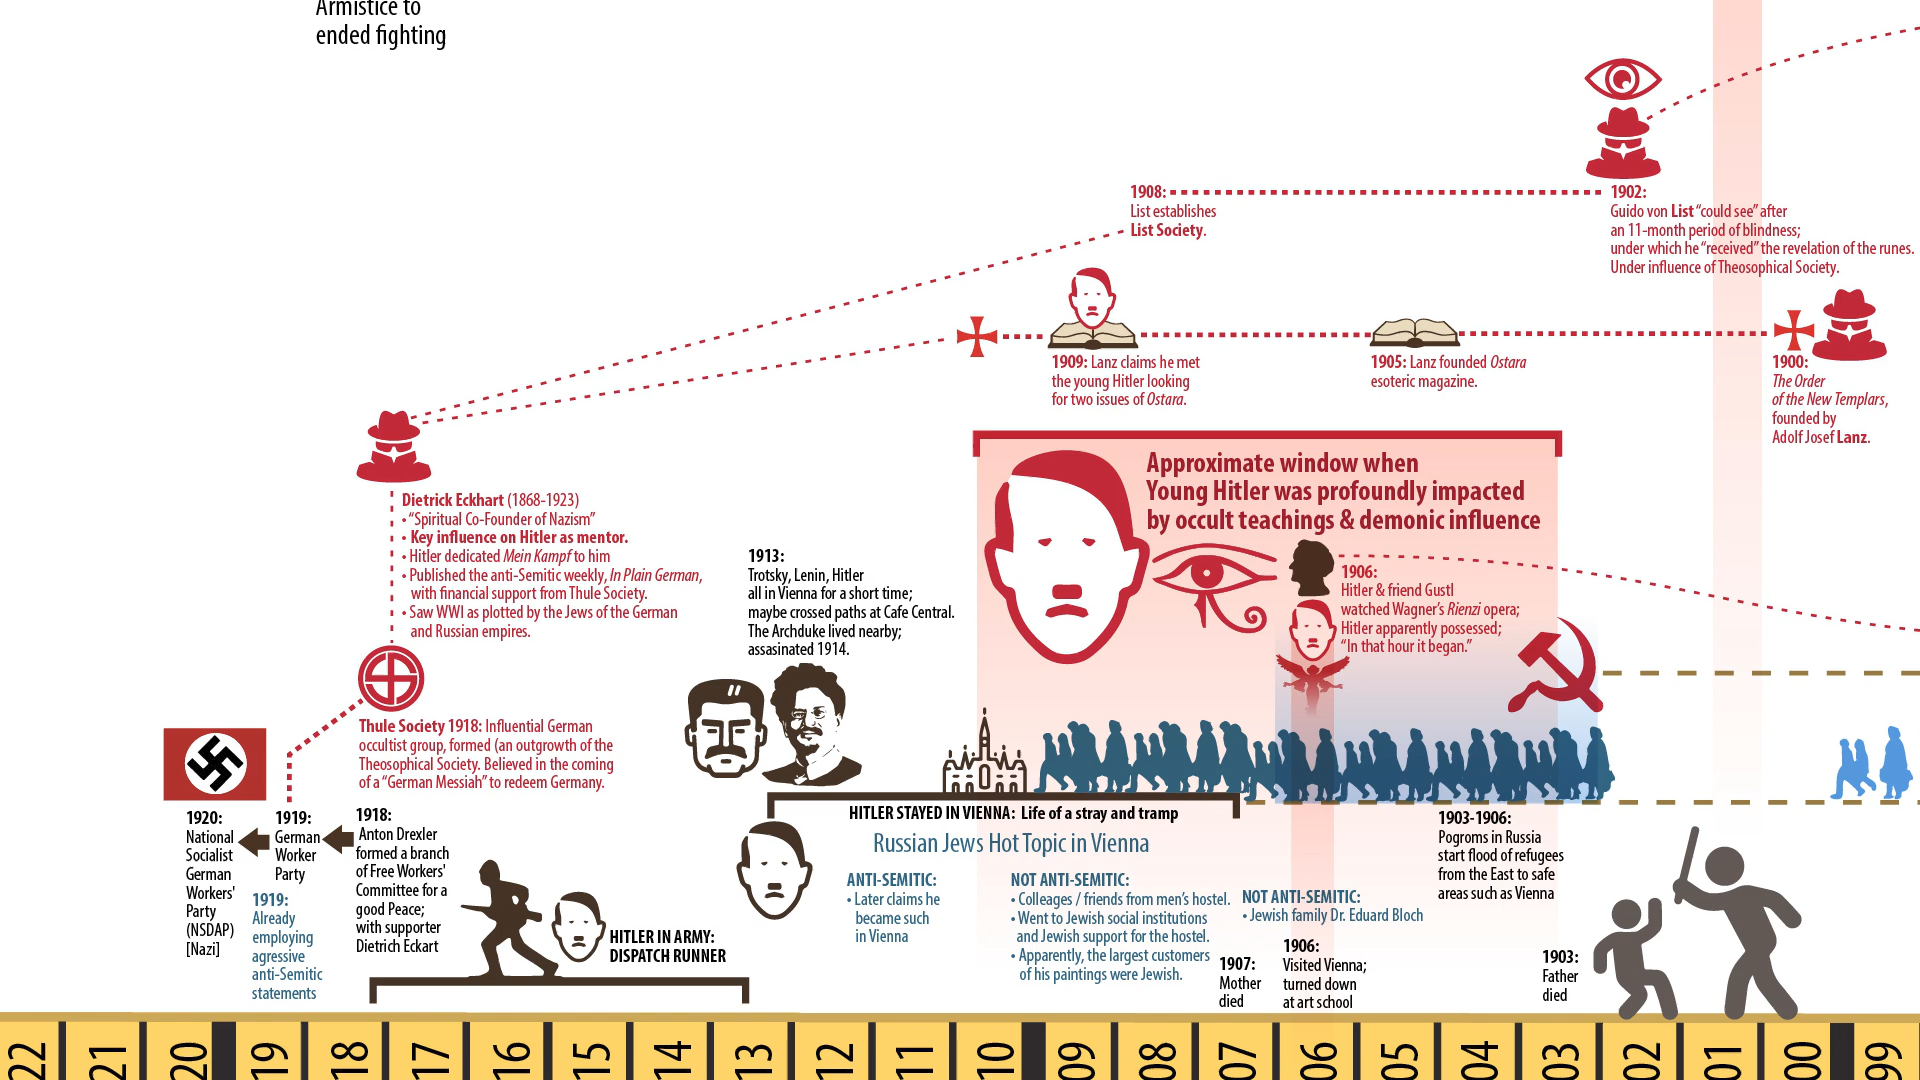 Armistice to
ended fighting
1908:
List establishes
List Society.
1902:
Guido von List “could see” after
an 11-month period of blindness;
under which he “received” the revelation of the runes.
Under influence of Theosophical Society.
1909: Lanz claims he met
the young Hitler looking
for two issues of Ostara.
1905: Lanz founded Ostara
esoteric magazine.
1900:
The Order
of the New Templars,
founded by
Adolf Josef Lanz.
Approximate window when
Young Hitler was profoundly impacted
by occult teachings & demonic influence
Dietrick Eckhart (1868-1923)
• “Spiritual Co-Founder of Nazism”
• Key influence on Hitler as mentor.
• Hitler dedicated Mein Kampf to him
• Published the anti-Semitic weekly, In Plain German,
with financial support from Thule Society.
• Saw WWI as plotted by the Jews of the German
and Russian empires.
1913:
Trotsky, Lenin, Hitler
all in Vienna for a short time;
maybe crossed paths at Cafe Central.
The Archduke lived nearby;
assasinated 1914.
1906:
Hitler & friend Gustl
watched Wagner's Rienzi opera;
Hitler apparently possessed;
“In that hour it began.”
Thule Society 1918: Influential German
occultist group, formed (an outgrowth of the
Theosophical Society. Believed in the coming
of a “German Messiah” to redeem Germany.
1920:
National
Socialist
German
Workers'
Party
(NSDAP)
[Nazi]
1919:
German
Worker
Party
1919:
Already
employing
agressive
anti-Semitic
statements
1918:
Anton Drexler
formed a branch
of Free Workers'
Committee for a
good Peace;
with supporter
Dietrich Eckart
HITLER IN ARMY:
DISPATCH RUNNER
HITLER STAYED IN VIENNA: Life of a stray and tramp
Russian Jews Hot Topic in Vienna
ANTI-SEMITIC:
• Later claims he
became such
in Vienna
NOT ANTI-SEMITIC:
• Colleages / friends from men's hostel.
• Went to Jewish social institutions
and Jewish support for the hostel.
• Apparently, the largest customers
of his paintings were Jewish.
NOT ANTI-SEMITIC:
• Jewish family Dr. Eduard Bloch
1907:
Mother
died
1906:
Visited Vienna;
turned down
at art school
1903-1906:
Pogroms in Russia
start flood of refugees
from the East to safe
areas such as Vienna
1903:
Father
died
22 21 20 19 18 17 16 15 14 13 12 11 10 09 08 07 06 05 04 03 02 01 00 99